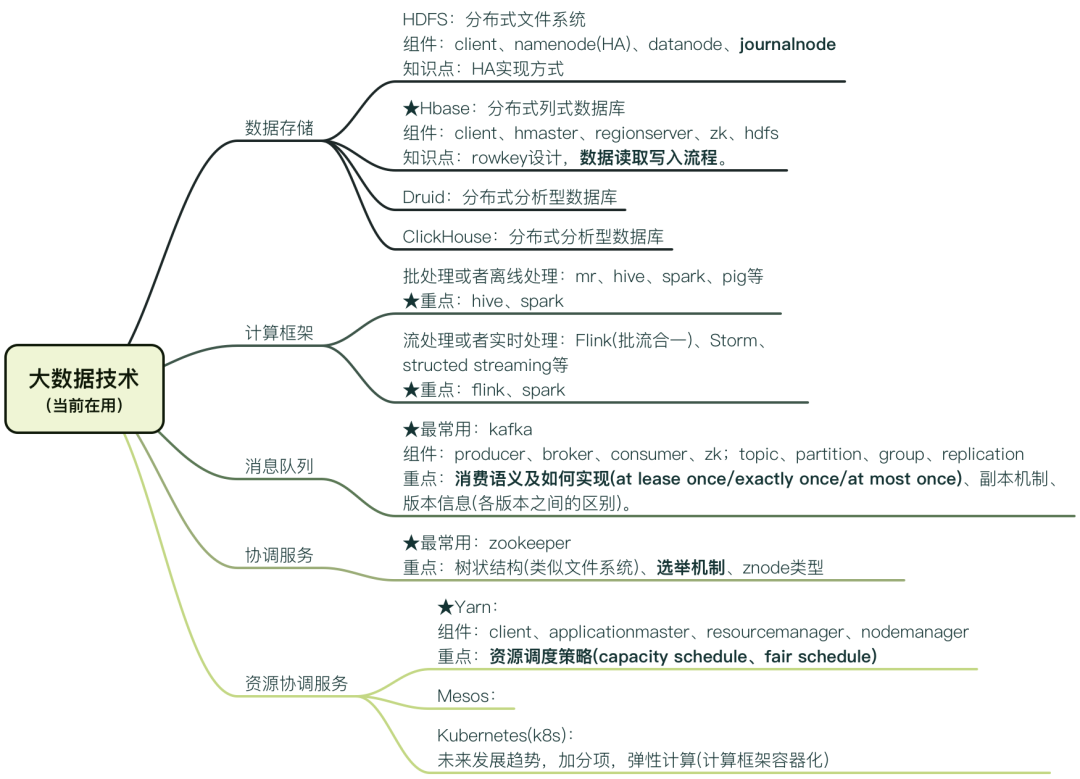 HDFS：分布式文件系统
组件：client、namenode(HA)、datanode、journalnode
知识点：HA实现方式
数据存储
★Hbase：分布式列式数据库
组件：client、hmaster、regionserver、zk、hdfs
知识点：rowkey设计，数据读取写入流程。
Druid：分布式分析型数据库
ClickHouse：分布式分析型数据库
计算框架
批处理或者离线处理：mr、hive、spark、pig等
★重点：hive、spark
流处理或者实时处理：Flink(批流合一)、Storm、
structed streaming等
★重点：flink、spark
大数据技术
（当前在用）
消息队列
★最常用：kafka
组件：producer、broker、consumer、zk；topic、partition、group、replication
重点：消费语义及如何实现(at lease once/exactly once/at most once)、副本机制、
版本信息(各版本之间的区别)。
协调服务
★最常用：zookeeper
重点：树状结构(类似文件系统)、选举机制、znode类型
资源协调服务
★Yarn：
组件：client、applicationmaster、resourcemanager、nodemanager
重点：资源调度策略(capacity schedule、fair schedule)
Mesos：
Kubernetes(k8s)：
未来发展趋势，加分项，弹性计算(计算框架容器化)